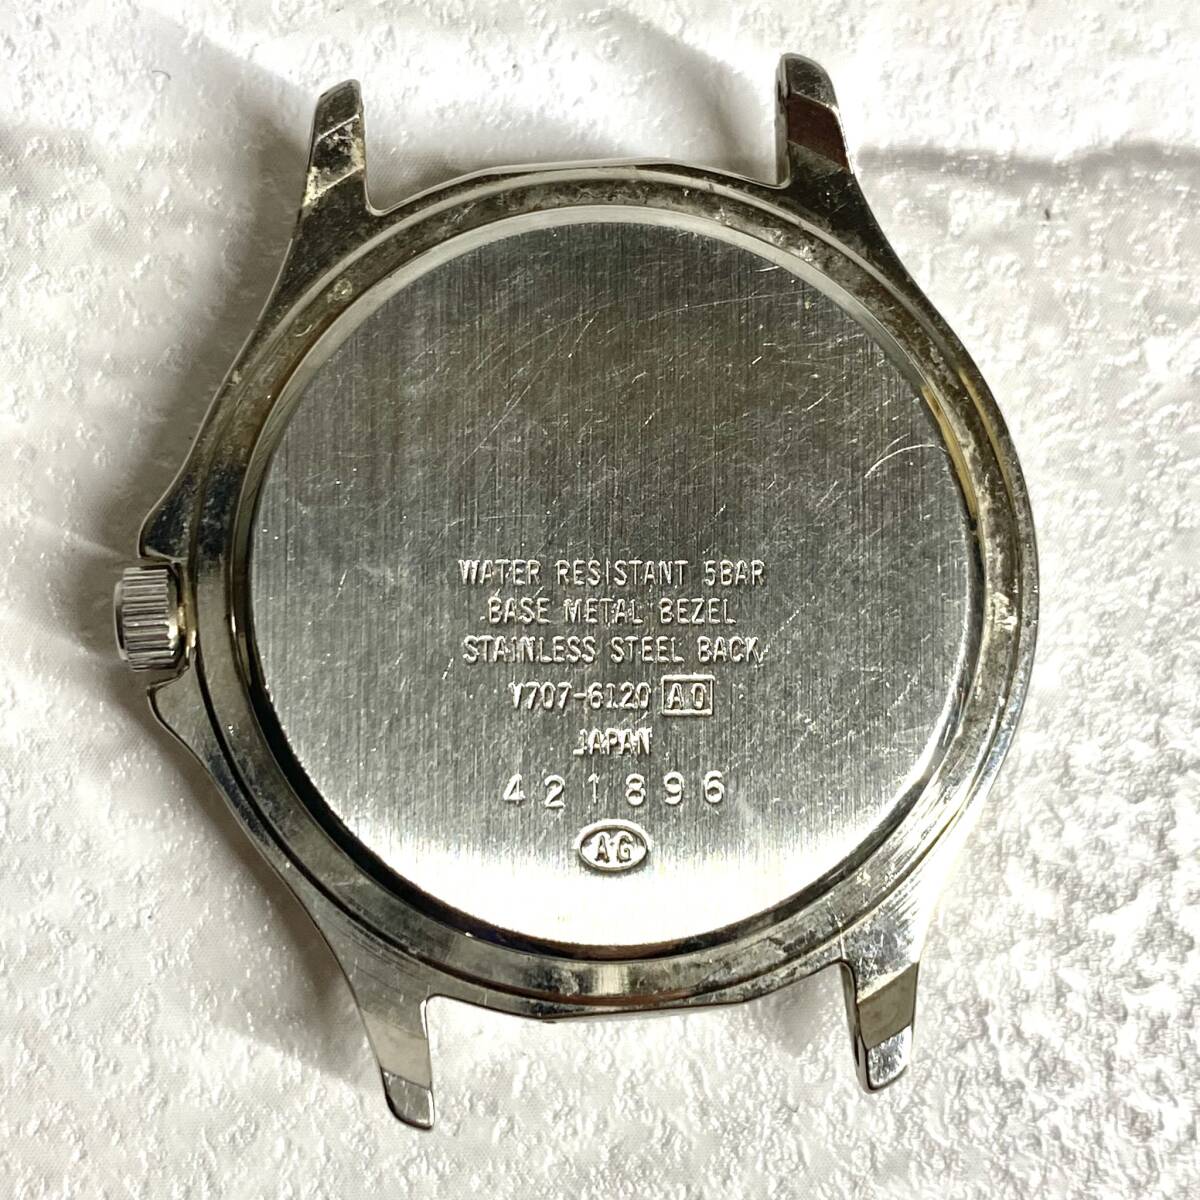 WATER RESISTANT 5BAR
BASE METAL BEZEL
STAINLESS STEEL BACK
V707-6120 A0
JAPAN
421896
AG